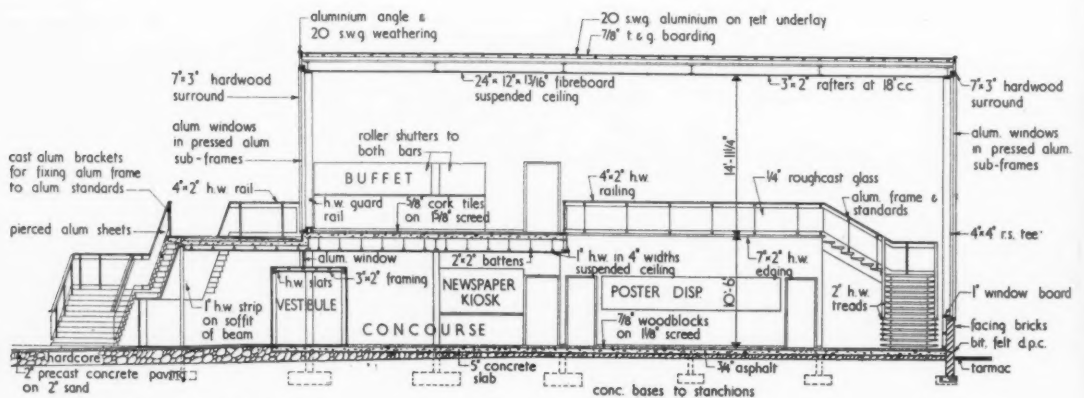 aluminium angle &
20 s.w.g. weathering
20 s.w.g. aluminium on felt underlay
7/8" t & g. boarding
7"×3" hardwood
surround
24"× 12"× 13/16" fibreboard
suspended ceiling
3"×2" rafters at 18" c.c.
7"×3" hardwood
surround
alum windows
in pressed alum
sub-frames
roller shutters to
both bars
14'-11 1/4"
alum. windows
in pressed alum.
sub-frames
cast alum brackets
for fixing alum frame
to alum standards
4"×2" h.w rail
BUFFET
4"×2" h.w.
railing
1/4" roughcast glass
alum. frame &
standards
h.w. guard
rail
5/8" cork tiles
on 1 3/8" screed
pierced alum sheets
4"×4" r.s. tee
alum. window
2"×2" battens
1" h.w. in 4" widths
suspended ceiling
7"×2" h.w.
edging
h.w. slats
3"×2" framing
VESTIBULE
NEWSPAPER
KIOSK
POSTER DISP.
10'-6"
2" h.w.
treads
1" window board
1" h.w strip
on soffit
of beam
CONCOURSE
7/8" woodblocks
on 1 1/8" screed
facing bricks
bit. felt d.p.c.
hardcore
2" precast concrete paving
on 2" sand
5" concrete
slab
3/4" asphalt
tarmac
conc. bases to stanchions